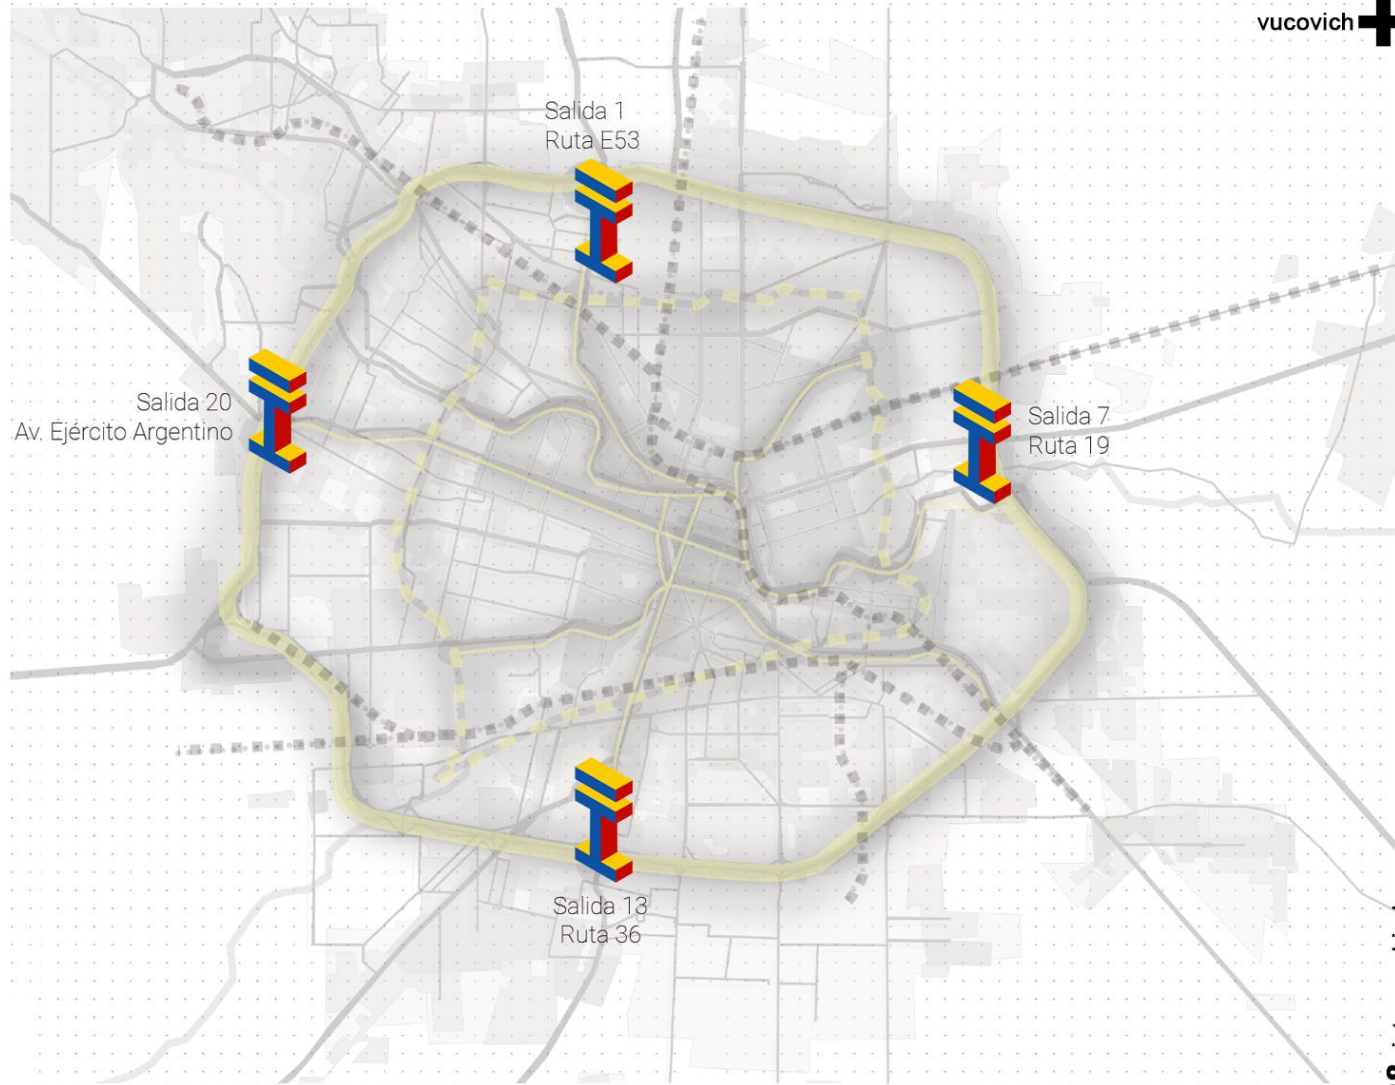 vucovich
Salida 1
Ruta E53
Salida 20
Av. Ejército Argentino
Salida 7
Ruta 19
Salida 13
Ruta 36